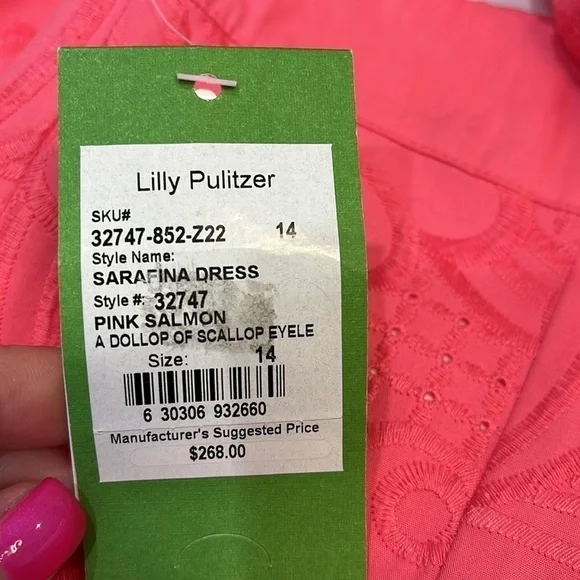 Lilly Pulitzer
SKU#
32747-852-Z22 14
Style Name:
SARAFINA DRESS
Style #: 32747
PINK SALMON
A DOLLOP OF SCALLOP EYELE
Size: 14
6 30306 932660
Manufacturer's Suggested Price
$268.00